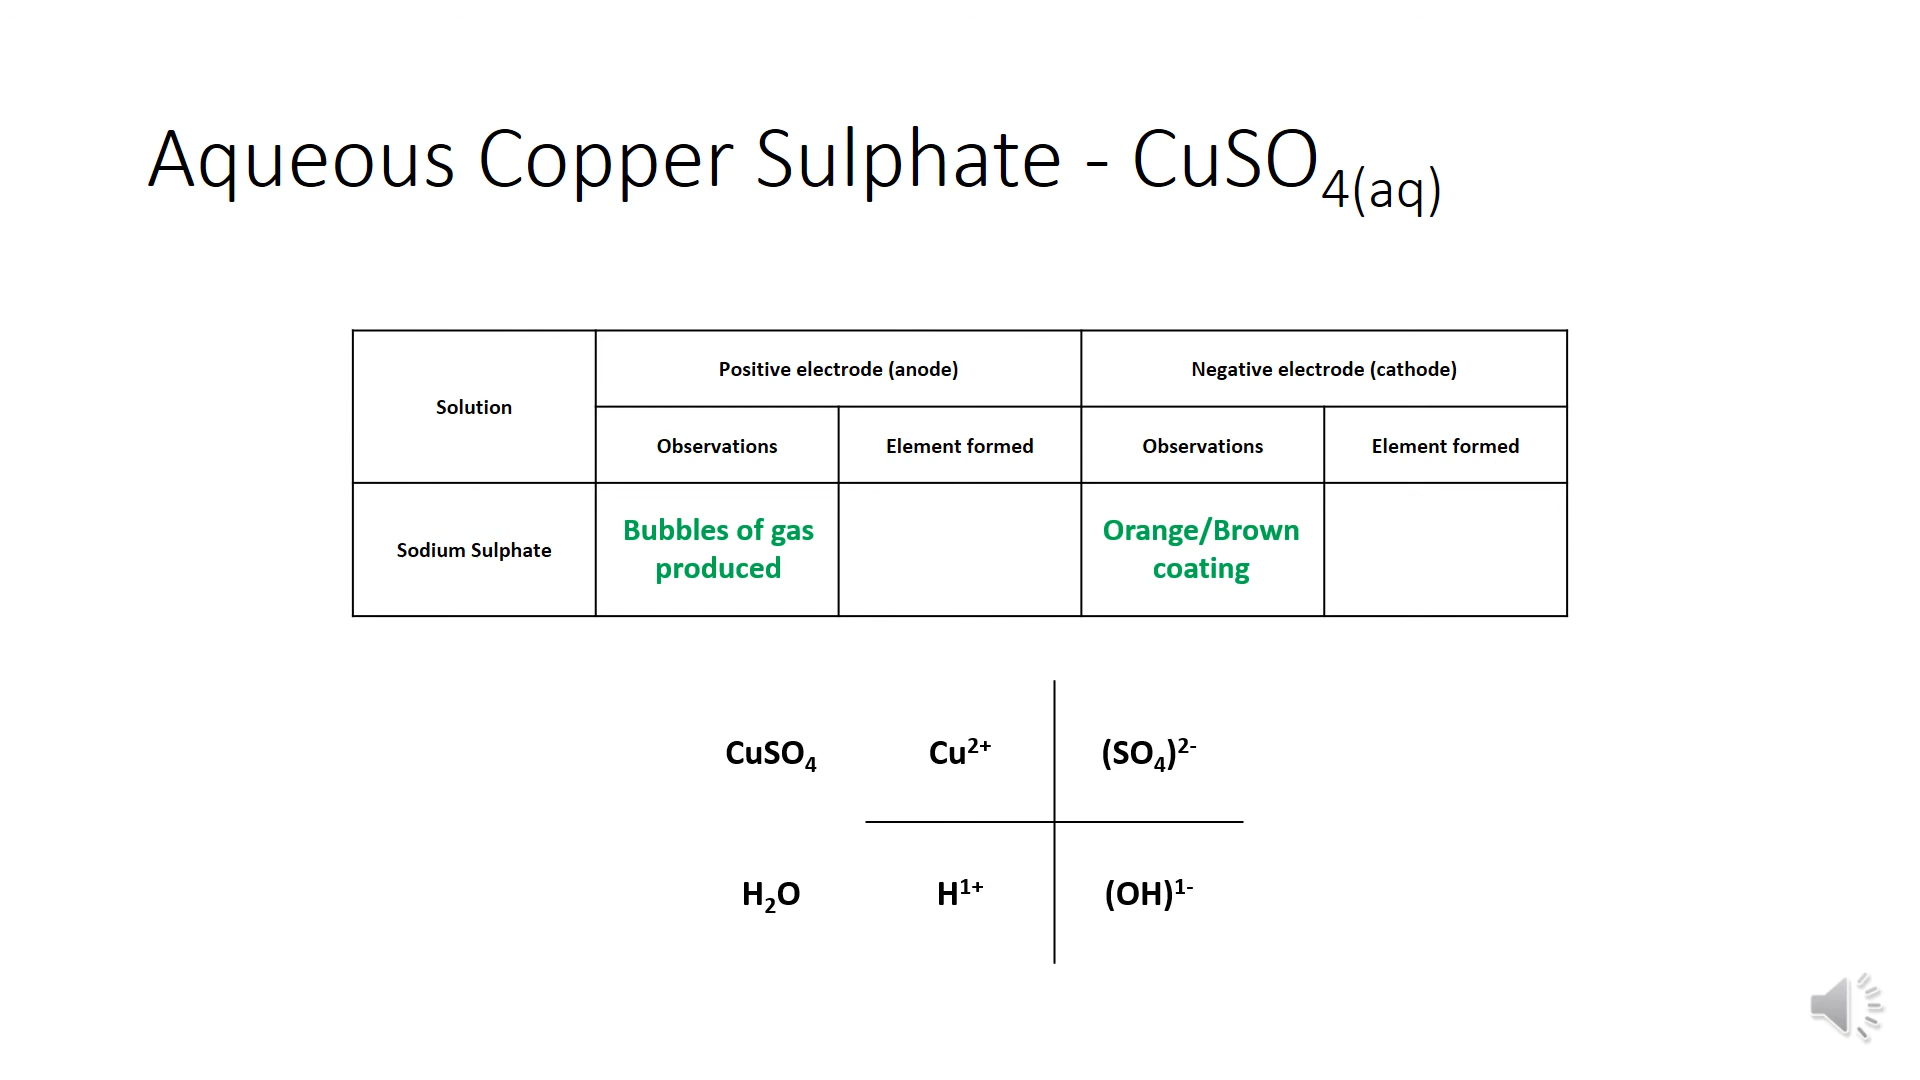 Aqueous Copper Sulphate - CuSO4(aq)
Solution
Positive electrode (anode)
Negative electrode (cathode)
Observations
Element formed
Observations
Element formed
Sodium Sulphate
Bubbles of gas
produced
Orange/Brown
coating
CuSO₄ Cu²⁺ (SO₄)²⁻
H₂O H¹⁺ (OH)¹⁻